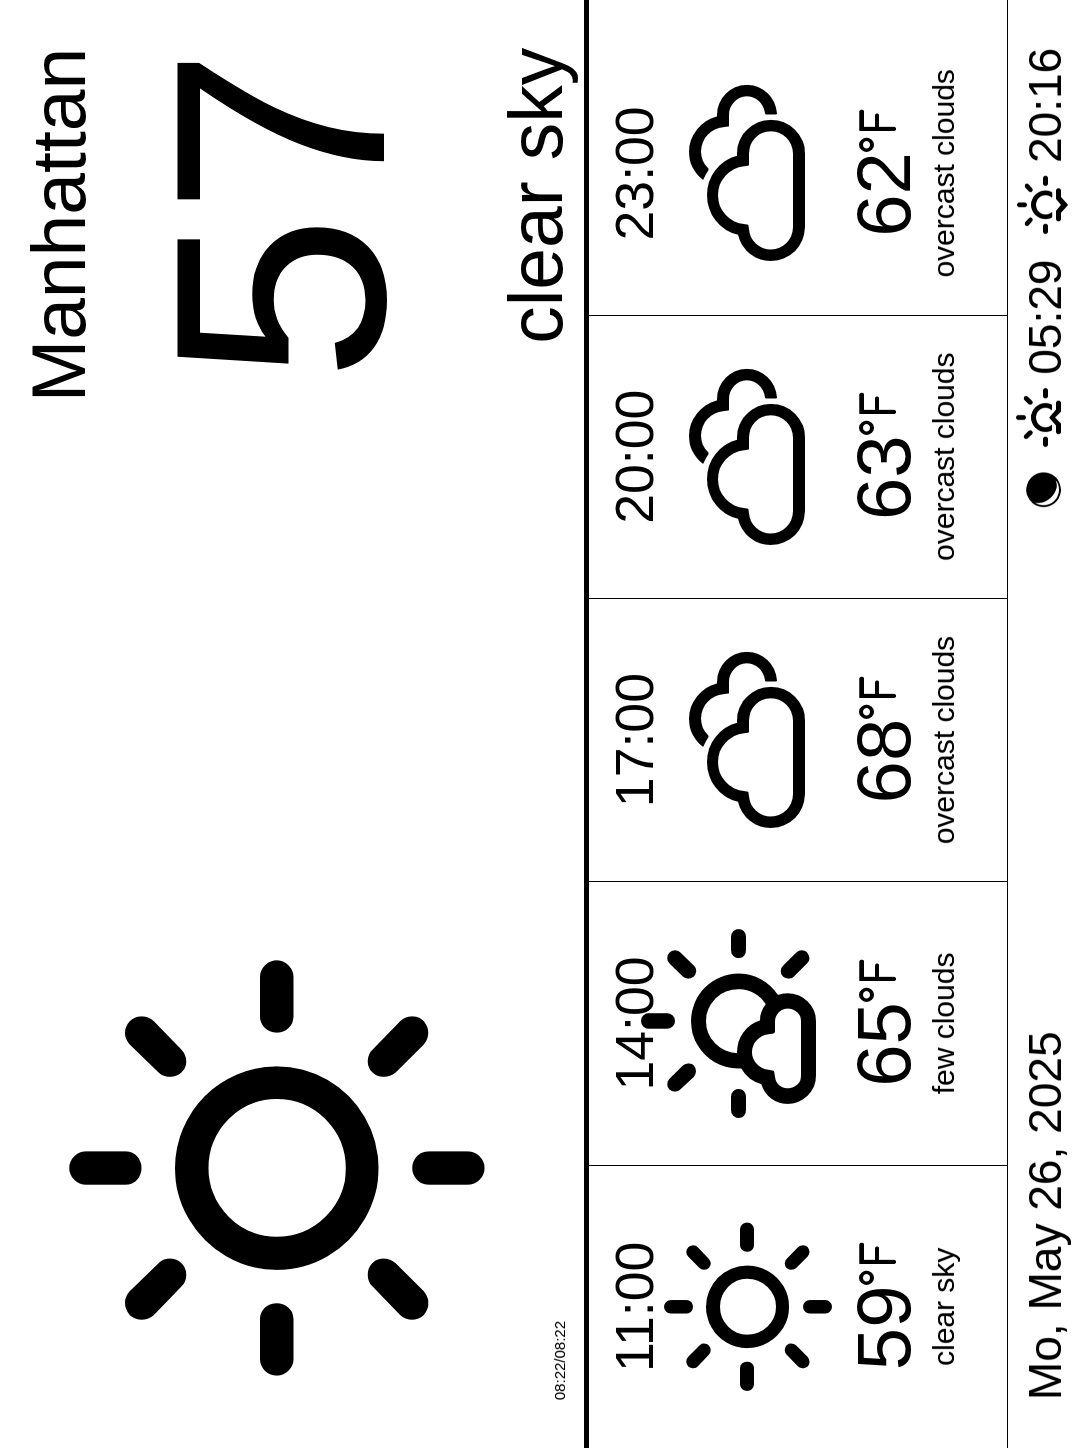 Manhattan
57
clear sky
08:22/08:22
11:00
59°F
clear sky
14:00
65°F
few clouds
17:00
68°F
overcast clouds
20:00
63°F
overcast clouds
23:00
62°F
overcast clouds
Mo, May 26, 2025
05:29 20:16